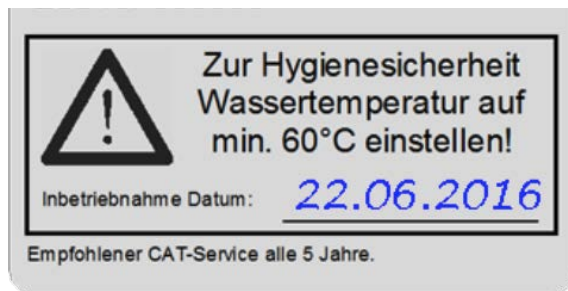 Zur Hygienesicherheit
Wassertemperatur auf
min. 60°C einstellen!
Inbetriebnahme Datum: 22.06.2016
Empfohlener CAT-Service alle 5 Jahre.